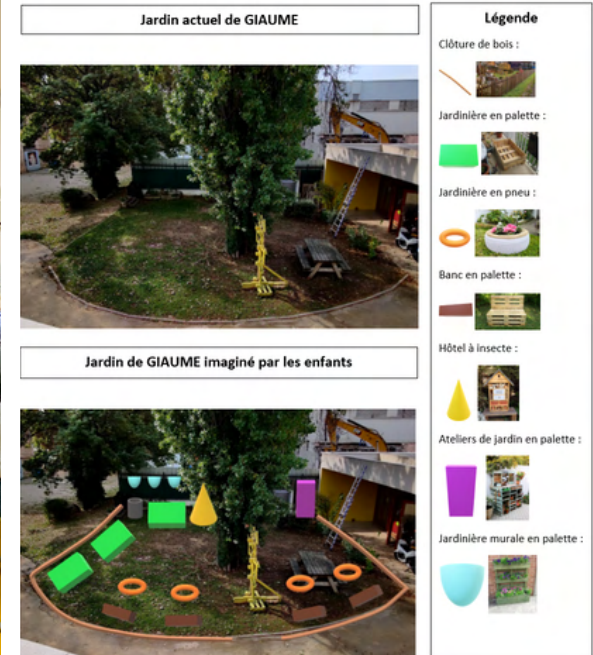 Jardin actuel de GIAUME
Jardin de GIAUME imaginé par les enfants
Légende
Clôture de bois :
Jardinière en palette :
Jardinière en pneu :
Banc en palette :
Hôtel à insecte :
Ateliers de jardin en palette :
Jardinière murale en palette :